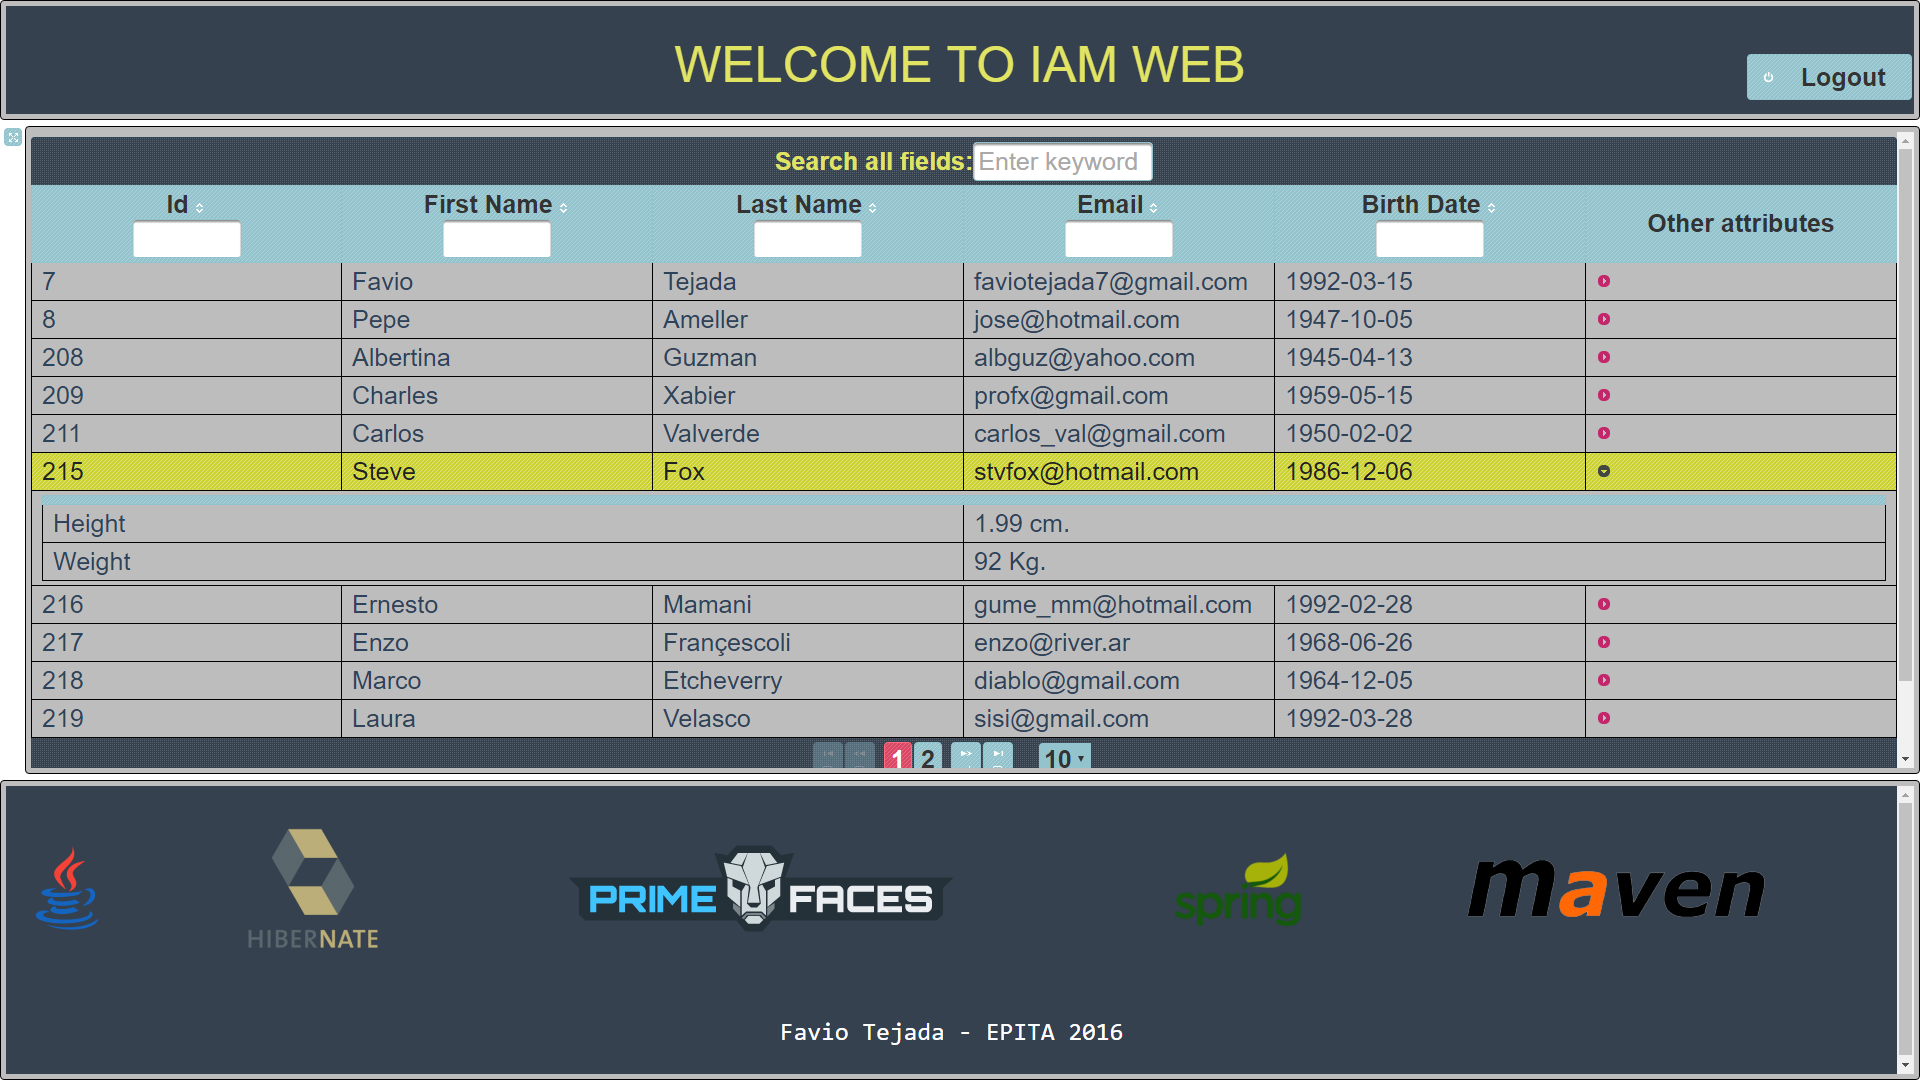 WELCOME TO IAM WEB
Logout
Search all fields: Enter keyword
Id First Name Last Name Email Birth Date Other attributes
7 Favio Tejada faviotejada7@gmail.com 1992-03-15
8 Pepe Ameller jose@hotmail.com 1947-10-05
208 Albertina Guzman albguz@yahoo.com 1945-04-13
209 Charles Xabier profx@gmail.com 1959-05-15
211 Carlos Valverde carlos_val@gmail.com 1950-02-02
215 Steve Fox stvfox@hotmail.com 1986-12-06
Height 1.99 cm.
Weight 92 Kg.
216 Ernesto Mamani gume_mm@hotmail.com 1992-02-28
217 Enzo Françescoli enzo@river.ar 1968-06-26
218 Marco Etcheverry diablo@gmail.com 1964-12-05
219 Laura Velasco sisi@gmail.com 1992-03-28
1 2 10
HIBERNATE
PRIME FACES
spring
maven
Favio Tejada - EPITA 2016